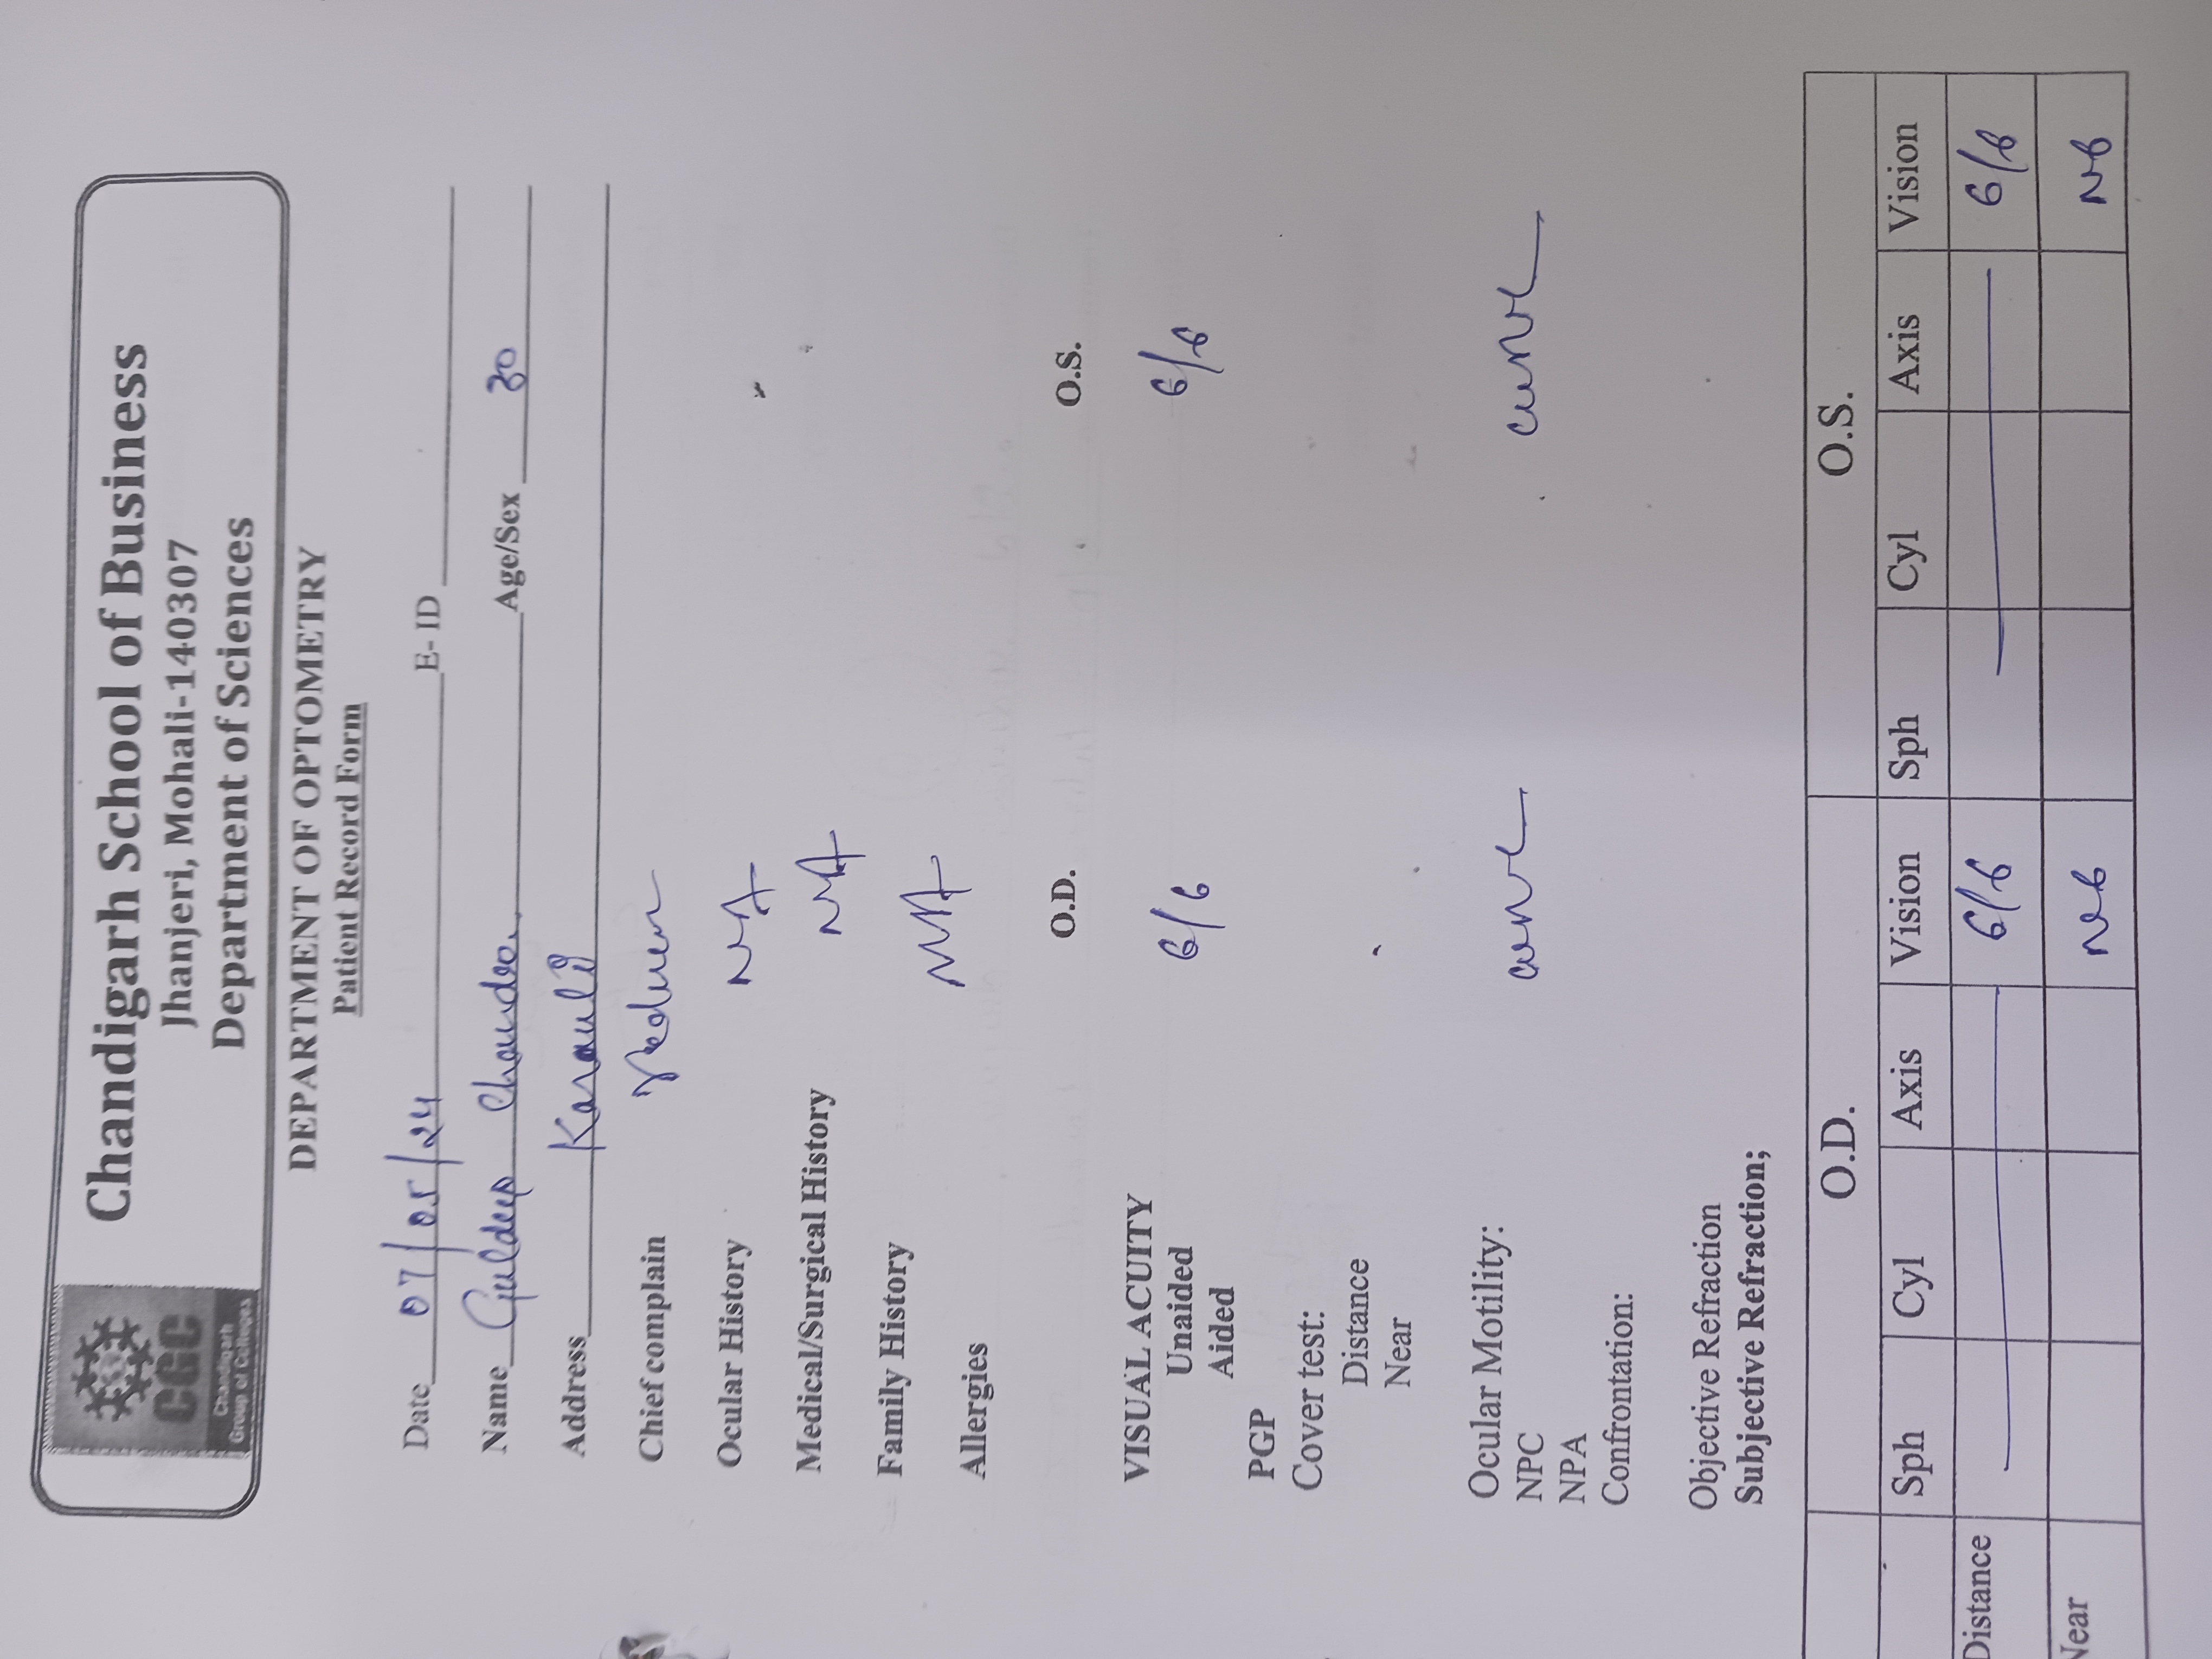 CGC
Chandigarh
Group of Colleges
Chandigarh School of Business
Jhanjeri, Mohali-140307
Department of Sciences
DEPARTMENT OF OPTOMETRY
Patient Record Form
Date 07/05/24 E- ID
Name Guldeep Chandra Age/Sex 30
Address Karauli
Chief complain
Ocular History NA
Medical/Surgical History NA
Family History NA
Allergies
O.D. O.S.
VISUAL ACUITY
Unaided 6/6 6/6
Aided
PGP
Cover test:
Distance
Near
Ocular Motility:
NPC
NPA
Confrontation:
Objective Refraction
Subjective Refraction;
O.D. O.S.
Sph Cyl Axis Vision Sph Cyl Axis Vision
Distance 6/6 6/6
Near N6 N6